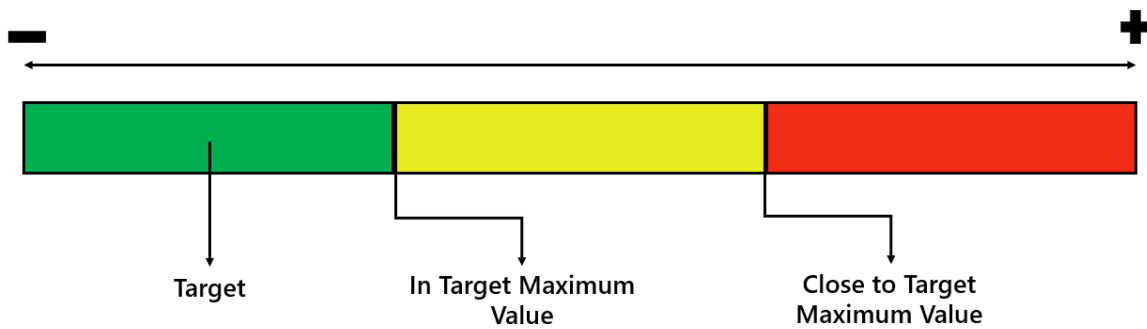 Target
In Target Maximum
Value
Close to Target
Maximum Value